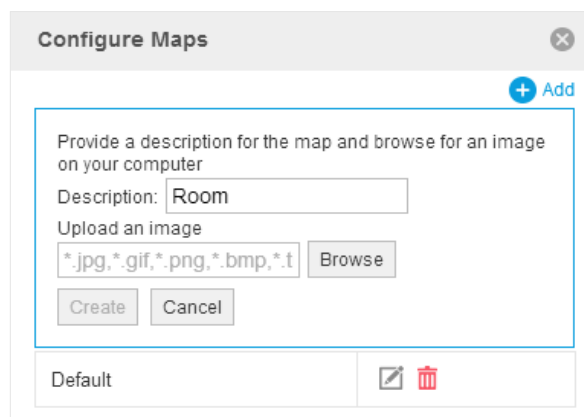 Configure Maps
Add
Provide a description for the map and browse for an image
on your computer
Description: Room
Upload an image
*.jpg,*.gif,*.png,*.bmp,*.t Browse
Create Cancel
Default